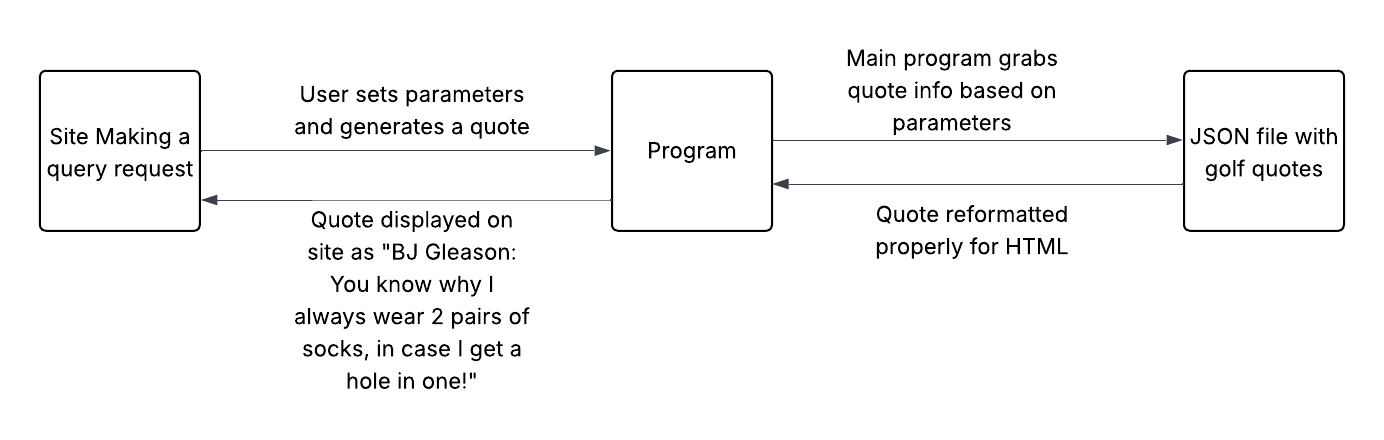 Site Making a
query request
User sets parameters
and generates a quote
Quote displayed on
site as "BJ Gleason:
You know why I
always wear 2 pairs of
socks, in case I get a
hole in one!"
Program
Main program grabs
quote info based on
parameters
Quote reformatted
properly for HTML
JSON file with
golf quotes